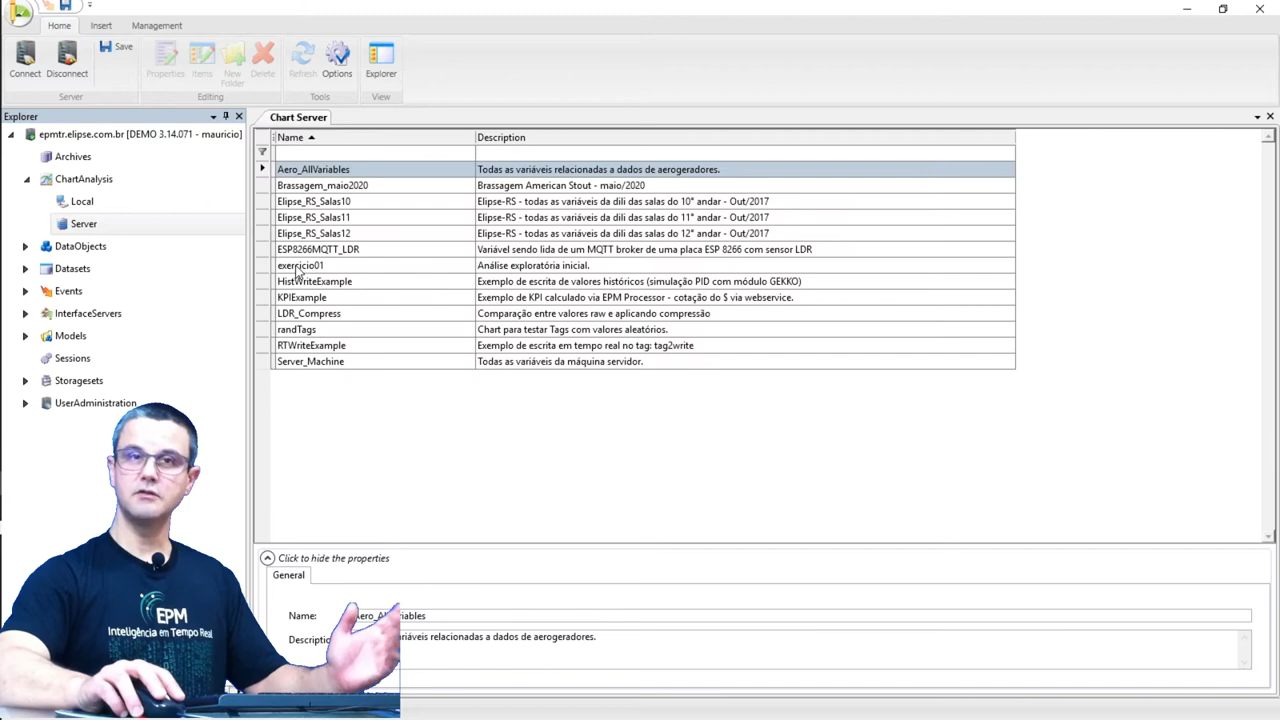 Home Insert Management
Save
Connect Disconnect Properties Items New Folder Delete Refresh Options Explorer
Server Editing Tools View
Explorer
Chart Server
epmtr.elipse.com.br [DEMO 3.14.071 - mauricio]
Archives
ChartAnalysis
Local
Server
DataObjects
Datasets
Events
InterfaceServers
Models
Sessions
Storagesets
UserAdministration
Name Description
Aero_AllVariables Todas as variáveis relacionadas a dados de aerogeradores.
Brassagem_maio2020 Brassagem American Stout - maio/2020
Elipse_RS_Salas10 Elipse-RS - todas as variáveis da dili das salas do 10° andar - Out/2017
Elipse_RS_Salas11 Elipse-RS - todas as variáveis da dili das salas do 11° andar - Out/2017
Elipse_RS_Salas12 Elipse-RS - todas as variáveis da dili das salas do 12° andar - Out/2017
ESP8266MQTT_LDR Variável sendo lida de um MQTT broker de uma placa ESP 8266 com sensor LDR
exercicio01 Análise exploratória inicial.
HistWriteExample Exemplo de escrita de valores históricos (simulação PID com módulo GEKKO)
KPIExample Exemplo de KPI calculado via EPM Processor - cotação do $ via webservice.
LDR_Compress Comparação entre valores raw e aplicando compressão
randTags Chart para testar Tags com valores aleatórios.
RTWriteExample Exemplo de escrita em tempo real no tag: tag2write
Server_Machine Todas as variáveis da máquina servidor.
Click to hide the properties
General
Name:
Descriptio
variáveis relacionadas a dados de aerogeradores.
EPM
Inteligência em Tempo Real